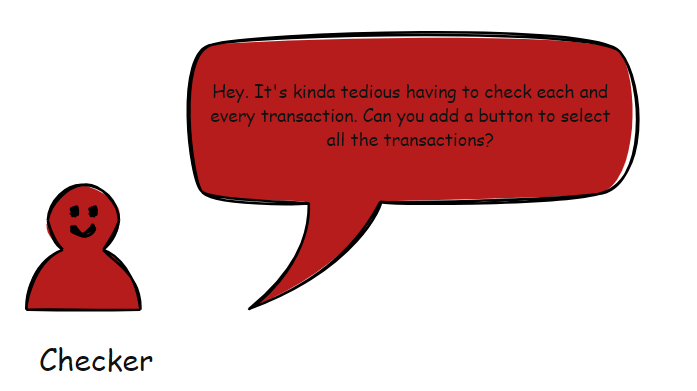 Hey. It's kinda tedious having to check each and
every transaction. Can you add a button to select
all the transactions?
Checker